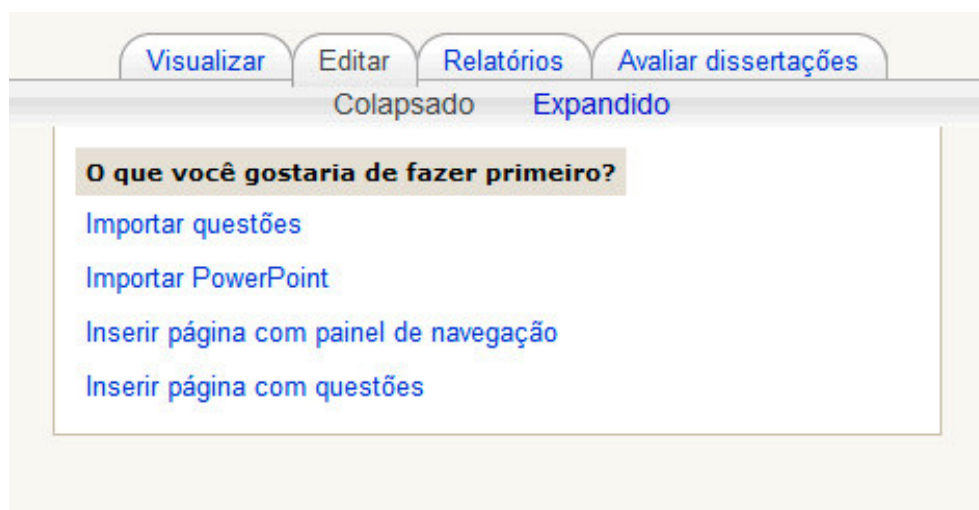 Visualizar Editar Relatórios Avaliar dissertações
Colapsado Expandido
O que você gostaria de fazer primeiro?
Importar questões
Importar PowerPoint
Inserir página com painel de navegação
Inserir página com questões